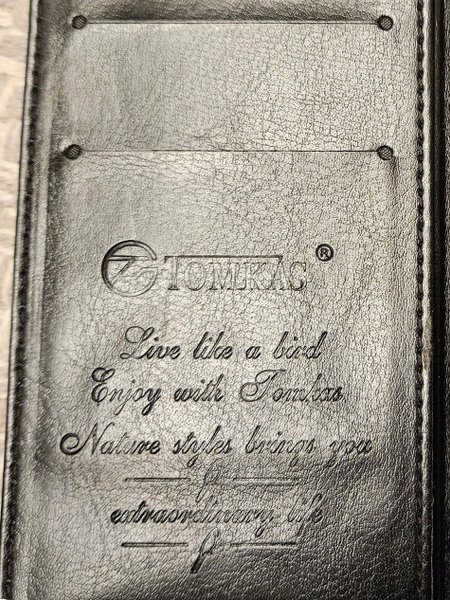 TOMKAS ®
Live like a bird
Enjoy with Tomkas
Nature styles brings you
extraordinary life